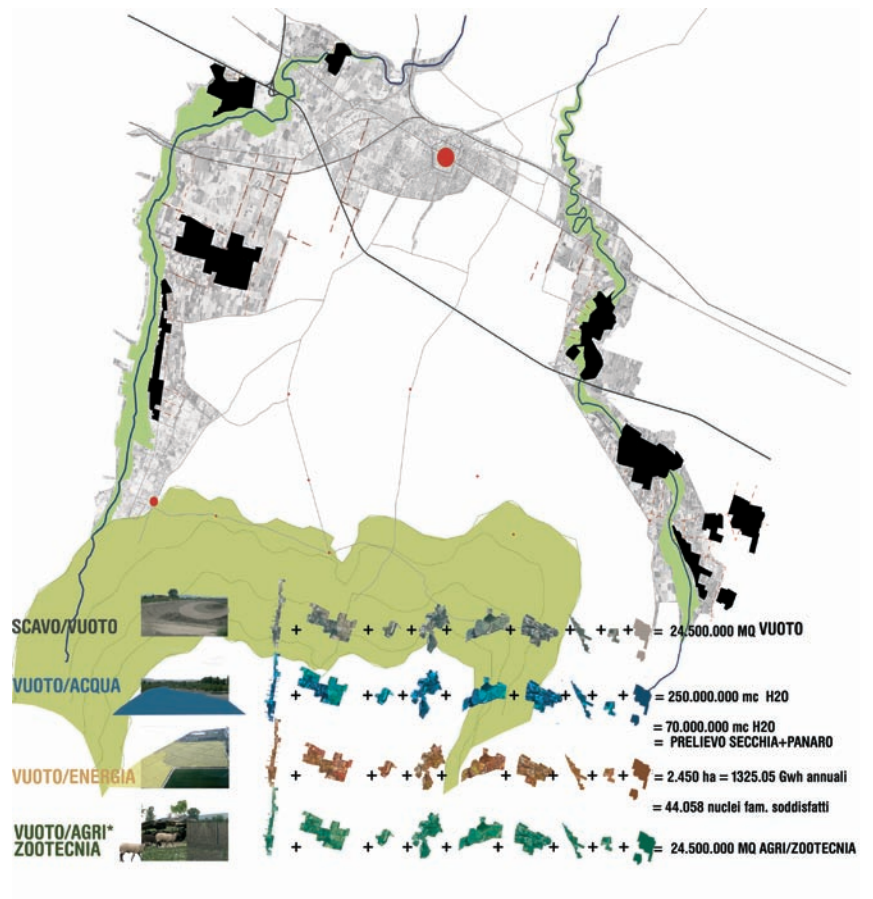 SCAVO/VUOTO + + + + + + + + = 24.500.000 MQ VUOTO
VUOTO/ACQUA + + + + + + + + = 250.000.000 mc H2O
= 70.000.000 mc H2O
= PRELIEVO SECCHIA+PANARO
VUOTO/ENERGIA + + + + + + + + = 2.450 ha = 1325.05 Gwh annuali
= 44.058 nuclei fam. soddisfatti
VUOTO/AGRI*
ZOOTECNIA + + + + + + + + = 24.500.000 MQ AGRI/ZOOTECNIA